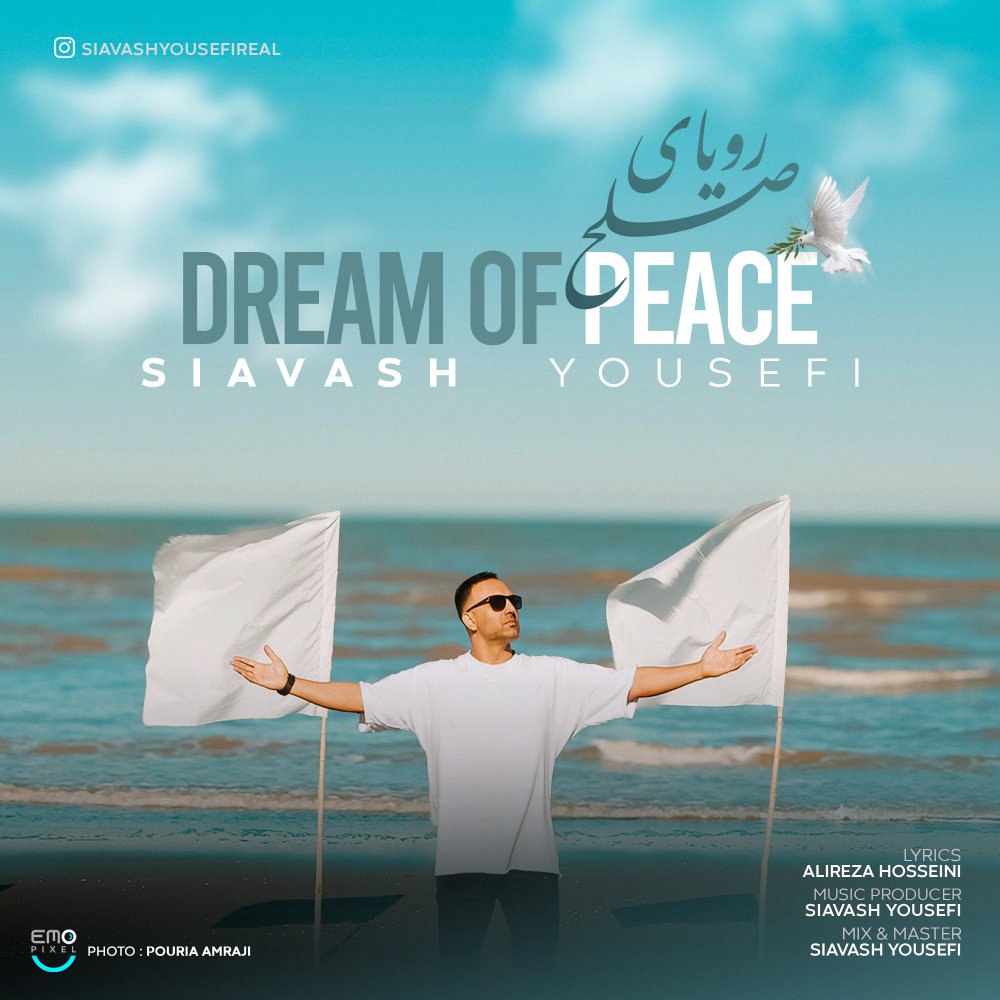 SIAVASHYOUSEFIREAL
رویای
صلح
DREAM OF PEACE
SIAVASH YOUSEFI
LYRICS
ALIREZA HOSSEINI
MUSIC PRODUCER
SIAVASH YOUSEFI
MIX & MASTER
SIAVASH YOUSEFI
EMO
PIXEL
PHOTO : POURIA AMRAJI